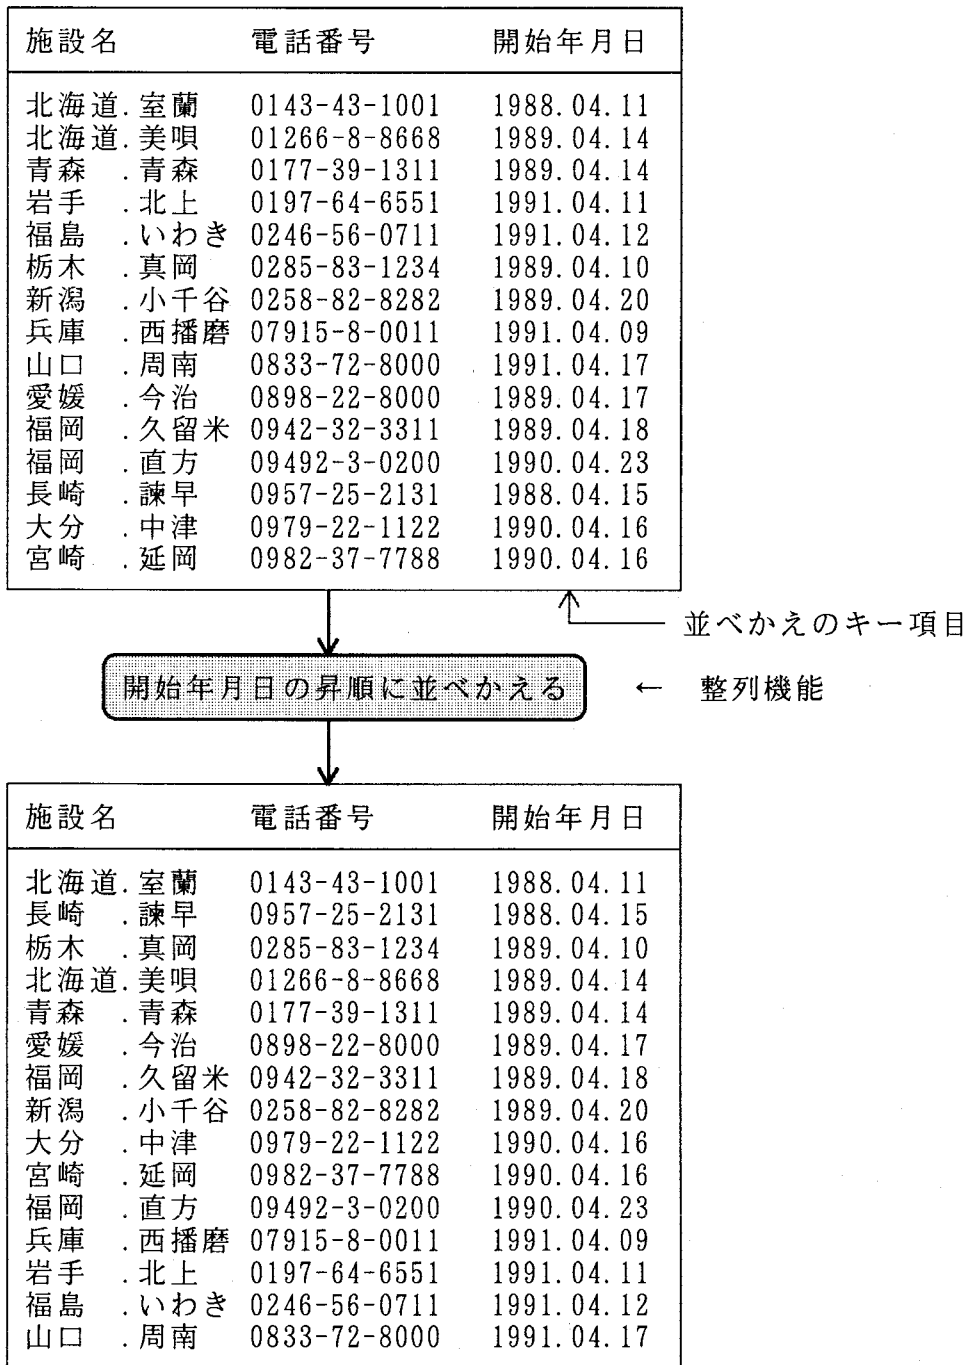 施設名 電話番号 開始年月日
北海道.室蘭 0143-43-1001 1988.04.11
北海道.美唄 01266-8-8668 1989.04.14
青森 .青森 0177-39-1311 1989.04.14
岩手 .北上 0197-64-6551 1991.04.11
福島 .いわき 0246-56-0711 1991.04.12
栃木 .真岡 0285-83-1234 1989.04.10
新潟 .小千谷 0258-82-8282 1989.04.20
兵庫 .西播磨 07915-8-0011 1991.04.09
山口 .周南 0833-72-8000 1991.04.17
愛媛 .今治 0898-22-8000 1989.04.17
福岡 .久留米 0942-32-3311 1989.04.18
福岡 .直方 09492-3-0200 1990.04.23
長崎 .諫早 0957-25-2131 1988.04.15
大分 .中津 0979-22-1122 1990.04.16
宮崎 .延岡 0982-37-7788 1990.04.16
並べかえのキー項目
開始年月日の昇順に並べかえる ← 整列機能
施設名 電話番号 開始年月日
北海道.室蘭 0143-43-1001 1988.04.11
長崎 .諫早 0957-25-2131 1988.04.15
栃木 .真岡 0285-83-1234 1989.04.10
北海道.美唄 01266-8-8668 1989.04.14
青森 .青森 0177-39-1311 1989.04.14
愛媛 .今治 0898-22-8000 1989.04.17
福岡 .久留米 0942-32-3311 1989.04.18
新潟 .小千谷 0258-82-8282 1989.04.20
大分 .中津 0979-22-1122 1990.04.16
宮崎 .延岡 0982-37-7788 1990.04.16
福岡 .直方 09492-3-0200 1990.04.23
兵庫 .西播磨 07915-8-0011 1991.04.09
岩手 .北上 0197-64-6551 1991.04.11
福島 .いわき 0246-56-0711 1991.04.12
山口 .周南 0833-72-8000 1991.04.17